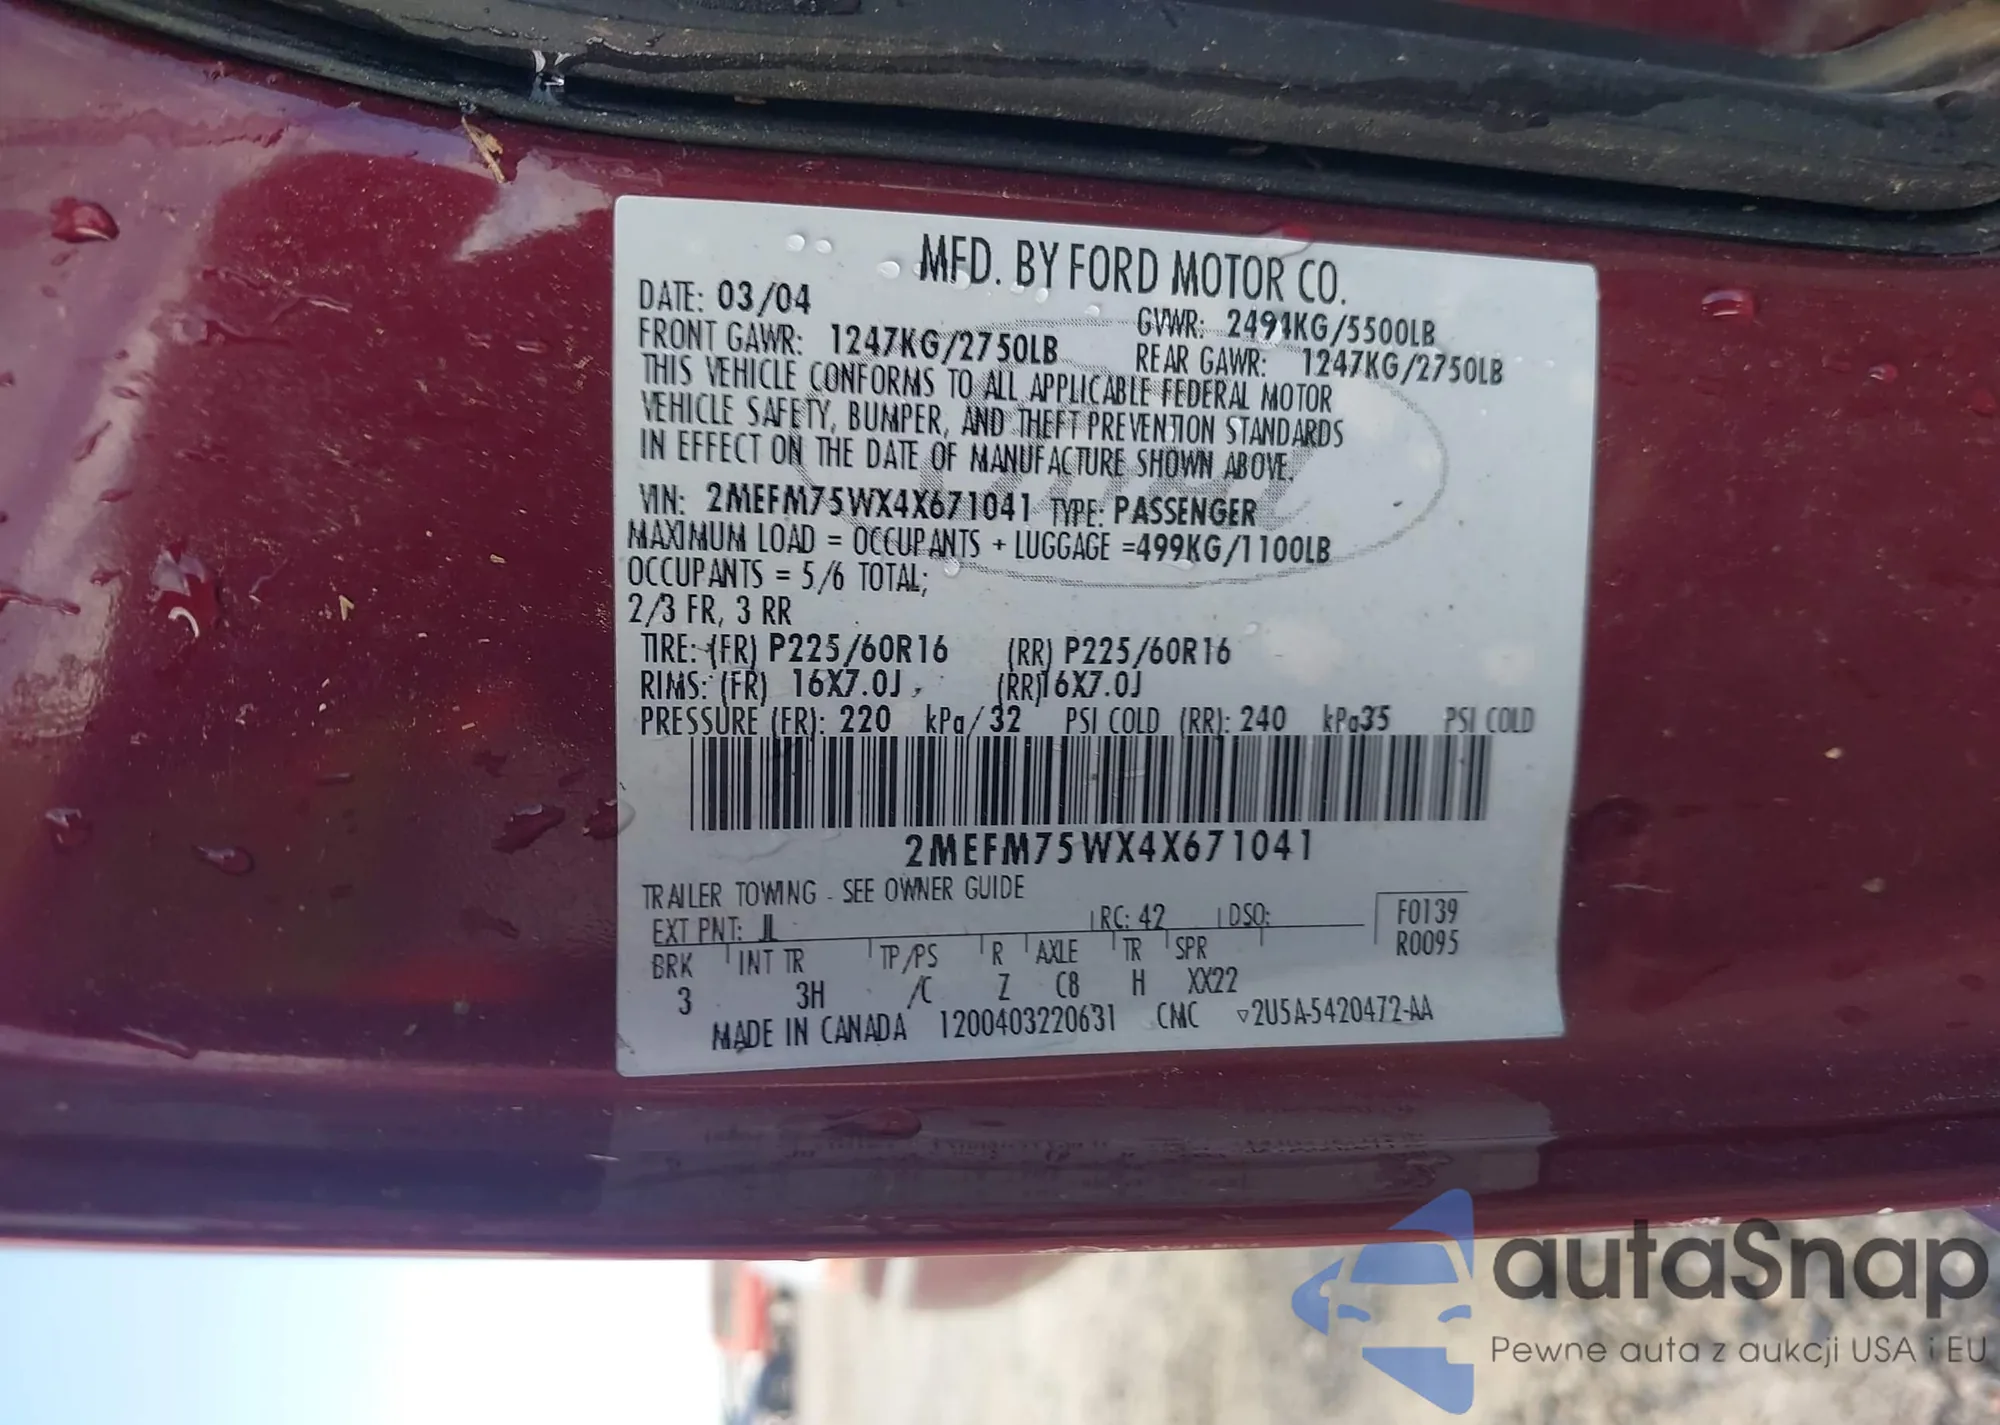 MFD. BY FORD MOTOR CO.
DATE: 03/04 GVWR: 2494KG/5500LB
FRONT GAWR: 1247KG/2750LB REAR GAWR: 1247KG/2750LB
THIS VEHICLE CONFORMS TO ALL APPLICABLE FEDERAL MOTOR
VEHICLE SAFETY, BUMPER, AND THEFT PREVENTION STANDARDS
IN EFFECT ON THE DATE OF MANUFACTURE SHOWN ABOVE.
VIN: 2MEFM75WX4X671041 TYPE: PASSENGER
MAXIMUM LOAD = OCCUPANTS + LUGGAGE =499KG/1100LB
OCCUPANTS = 5/6 TOTAL;
2/3 FR, 3 RR
TIRE: (FR) P225/60R16 (RR) P225/60R16
RIMS: (FR) 16X7.0J , (RR)16X7.0J
PRESSURE (FR): 220 kPa/32 PSI COLD (RR): 240 kPa35 PSI COLD
2MEFM75WX4X671041
TRAILER TOWING - SEE OWNER GUIDE
EXT PNT: JL RC: 42 DSO: F0139
R0095
BRK INT TR TP/PS R AXLE TR SPR
3 3H /C Z C8 H XX22
MADE IN CANADA 1200403220631 CMC ▽2U5A-5420472-AA
autaSnap
Pewne auta z aukcji USA i EU